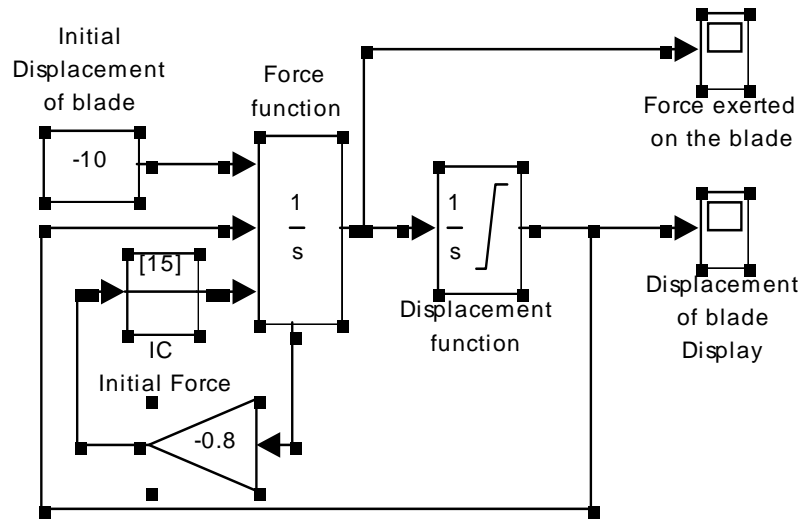 Initial
Displacement
of blade
-10
Force
function
1
s
[15]
IC
Initial Force
-0.8
1
s
Displacement
function
Force exerted
on the blade
Displacement
of blade
Display